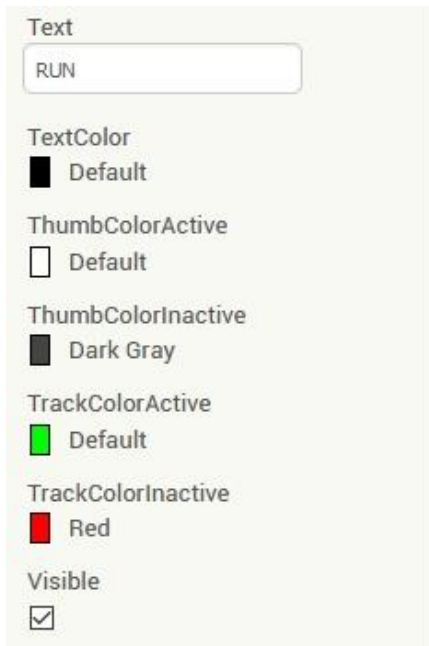 Text
RUN
TextColor
Default
ThumbColorActive
Default
ThumbColorInactive
Dark Gray
TrackColorActive
Default
TrackColorInactive
Red
Visible